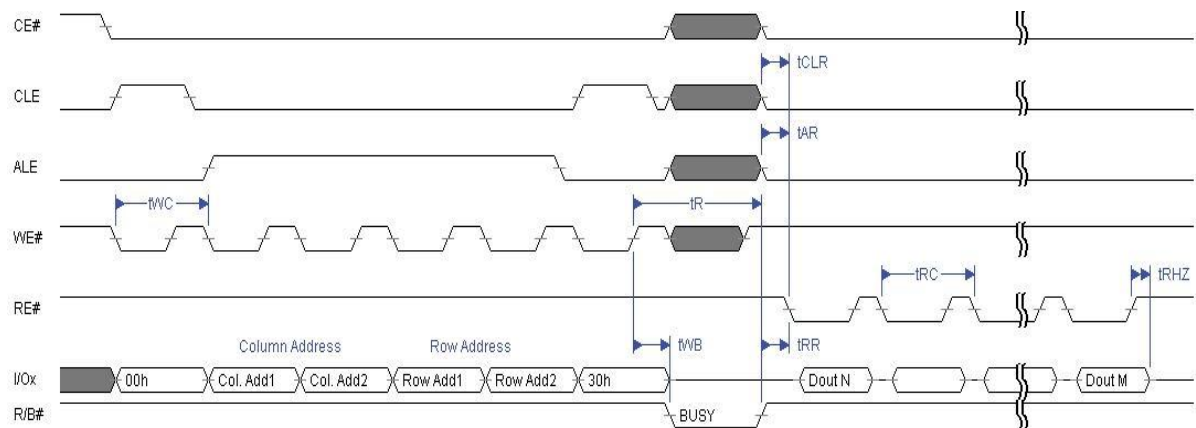 CE#
tCLR
CLE
tAR
ALE
tWC
tR
WE#
tRC
tRHZ
RE#
Column Address
Row Address
tWB
tRR
I/Ox
00h
Col. Add1
Col. Add2
Row Add1
Row Add2
30h
Dout N
Dout M
R/B#
BUSY